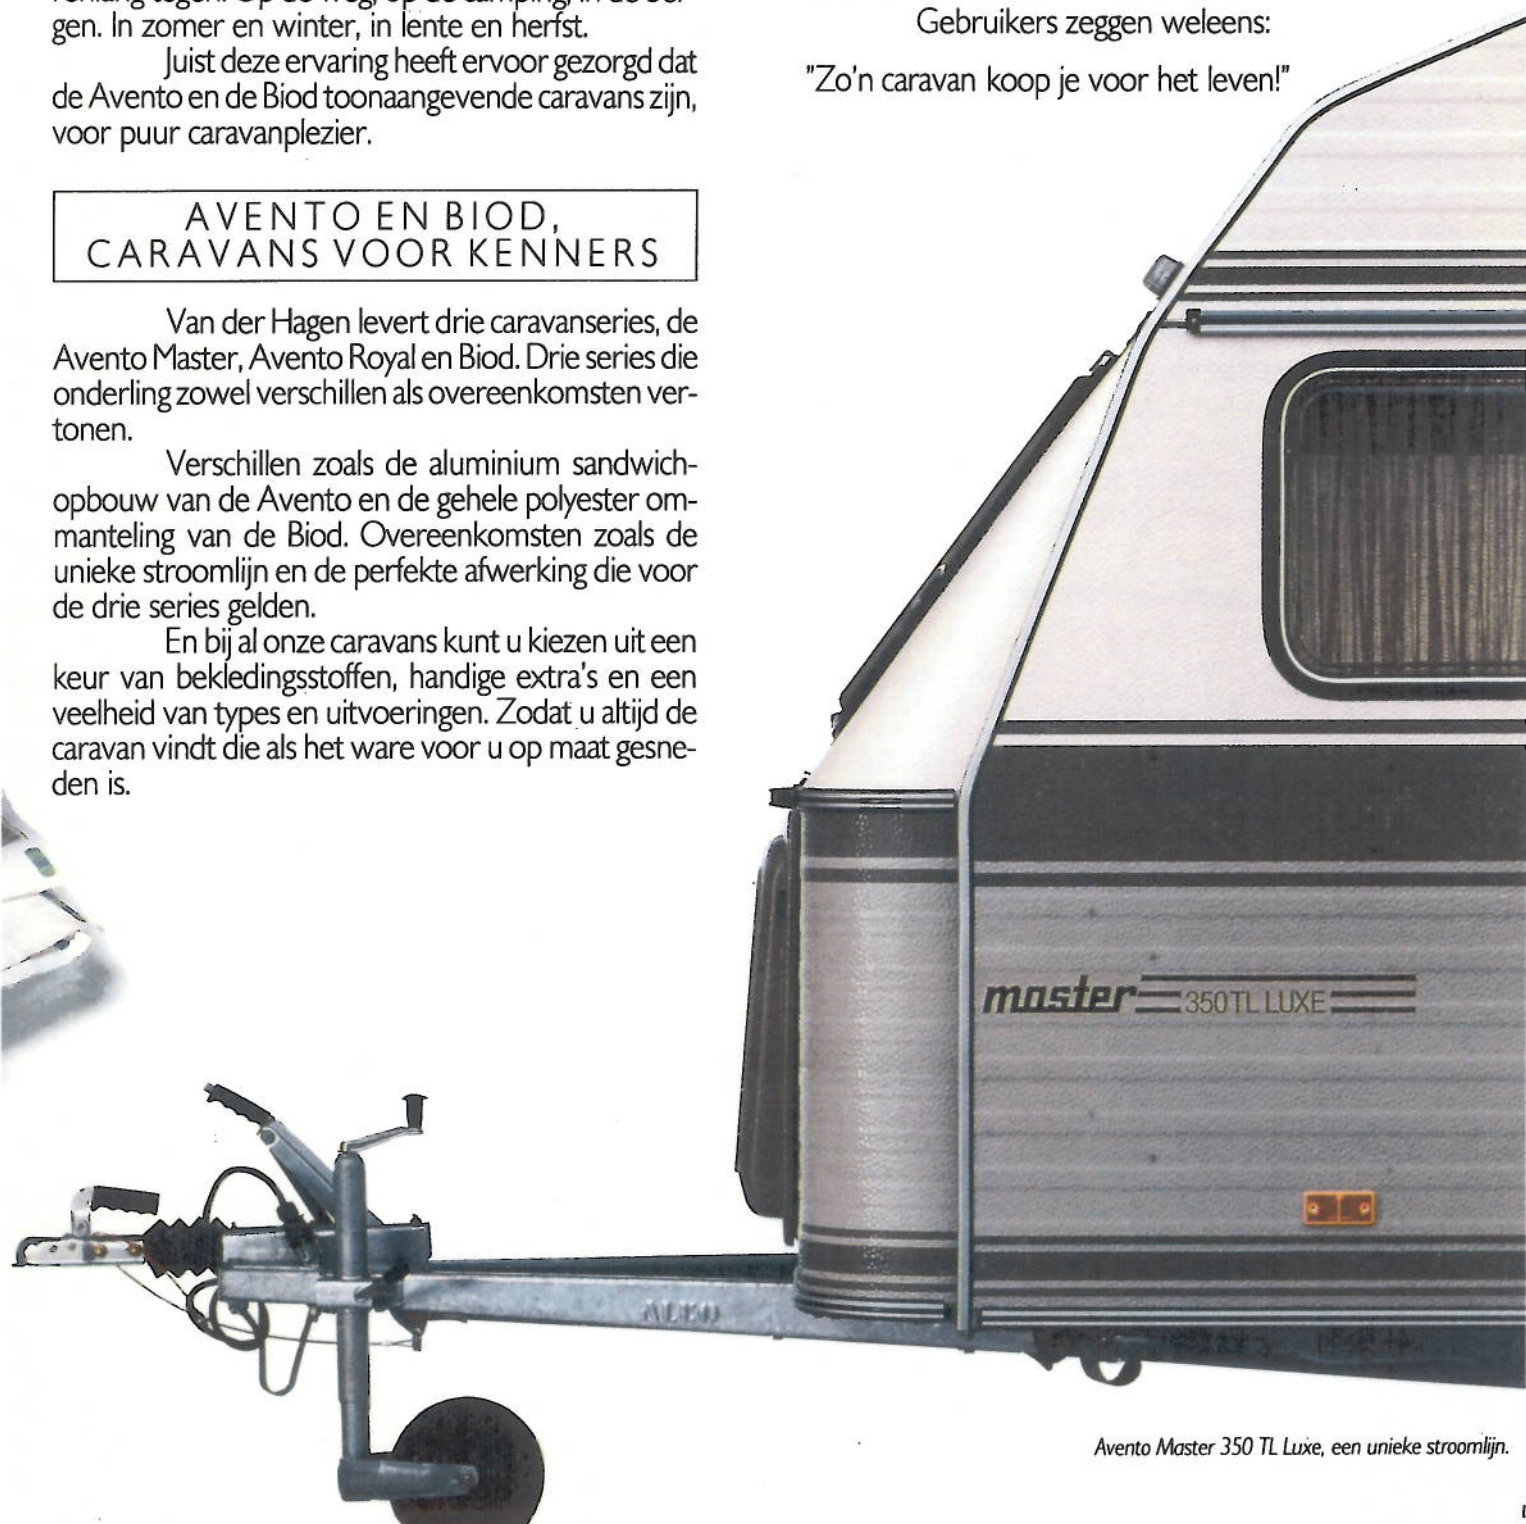 gen. In zomer en winter, in lente en herfst.
Juist deze ervaring heeft ervoor gezorgd dat
de Avento en de Biod toonaangevende caravans zijn,
voor puur caravanplezier.
AVENTO EN BIOD,
CARAVANS VOOR KENNERS
Van der Hagen levert drie caravanseries, de
Avento Master, Avento Royal en Biod. Drie series die
onderling zowel verschillen als overeenkomsten ver-
tonen.
Verschillen zoals de aluminium sandwich-
opbouw van de Avento en de gehele polyester om-
manteling van de Biod. Overeenkomsten zoals de
unieke stroomlijn en de perfekte afwerking die voor
de drie series gelden.
En bij al onze caravans kunt u kiezen uit een
keur van bekledingsstoffen, handige extra's en een
veelheid van types en uitvoeringen. Zodat u altijd de
caravan vindt die als het ware voor u op maat gesne-
den is.
Gebruikers zeggen weleens:
"Zo'n caravan koop je voor het leven!"
master 350 TL LUXE
ALKO
Avento Master 350 TL Luxe, een unieke stroomlijn.